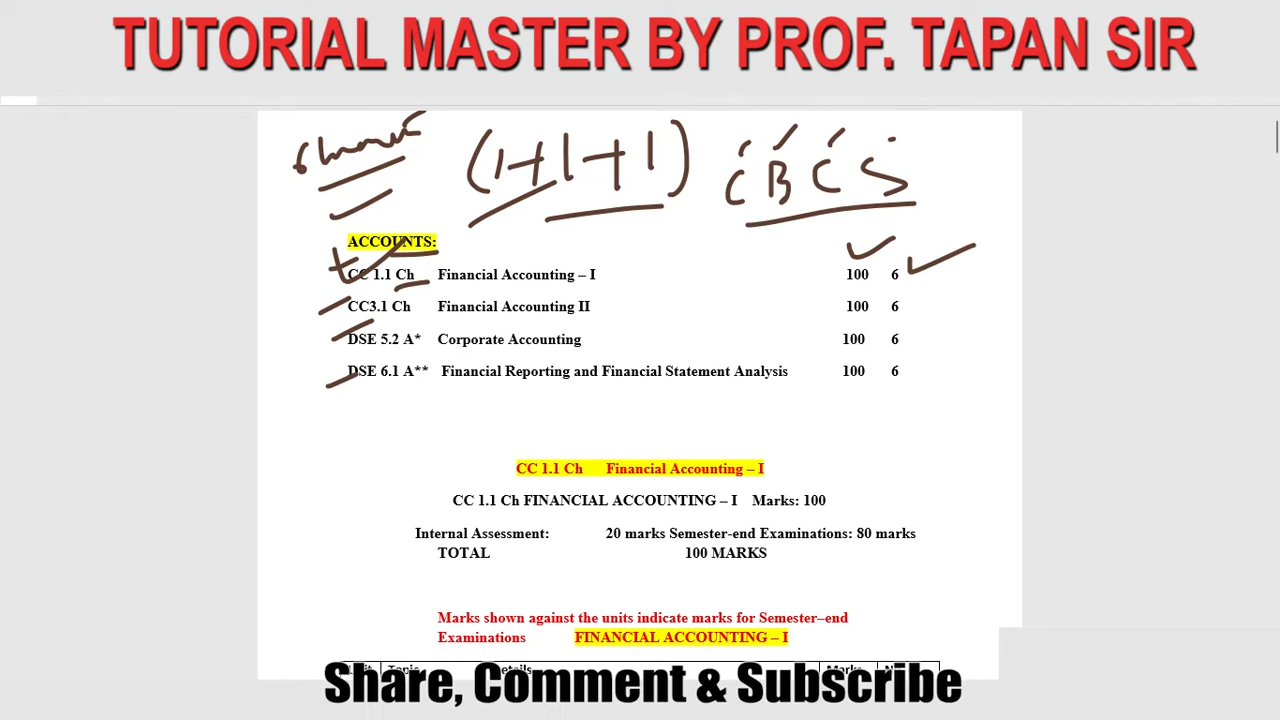 TUTORIAL MASTER BY PROF. TAPAN SIR
(1+1+1) CBCS
ACCOUNTS:
CC 1.1 Ch Financial Accounting – I 100 6
CC3.1 Ch Financial Accounting II 100 6
DSE 5.2 A* Corporate Accounting 100 6
DSE 6.1 A** Financial Reporting and Financial Statement Analysis 100 6
CC 1.1 Ch Financial Accounting – I
CC 1.1 Ch FINANCIAL ACCOUNTING – I Marks: 100
Internal Assessment: 20 marks Semester-end Examinations: 80 marks
TOTAL 100 MARKS
Marks shown against the units indicate marks for Semester–end
Examinations FINANCIAL ACCOUNTING – I
Share, Comment & Subscribe